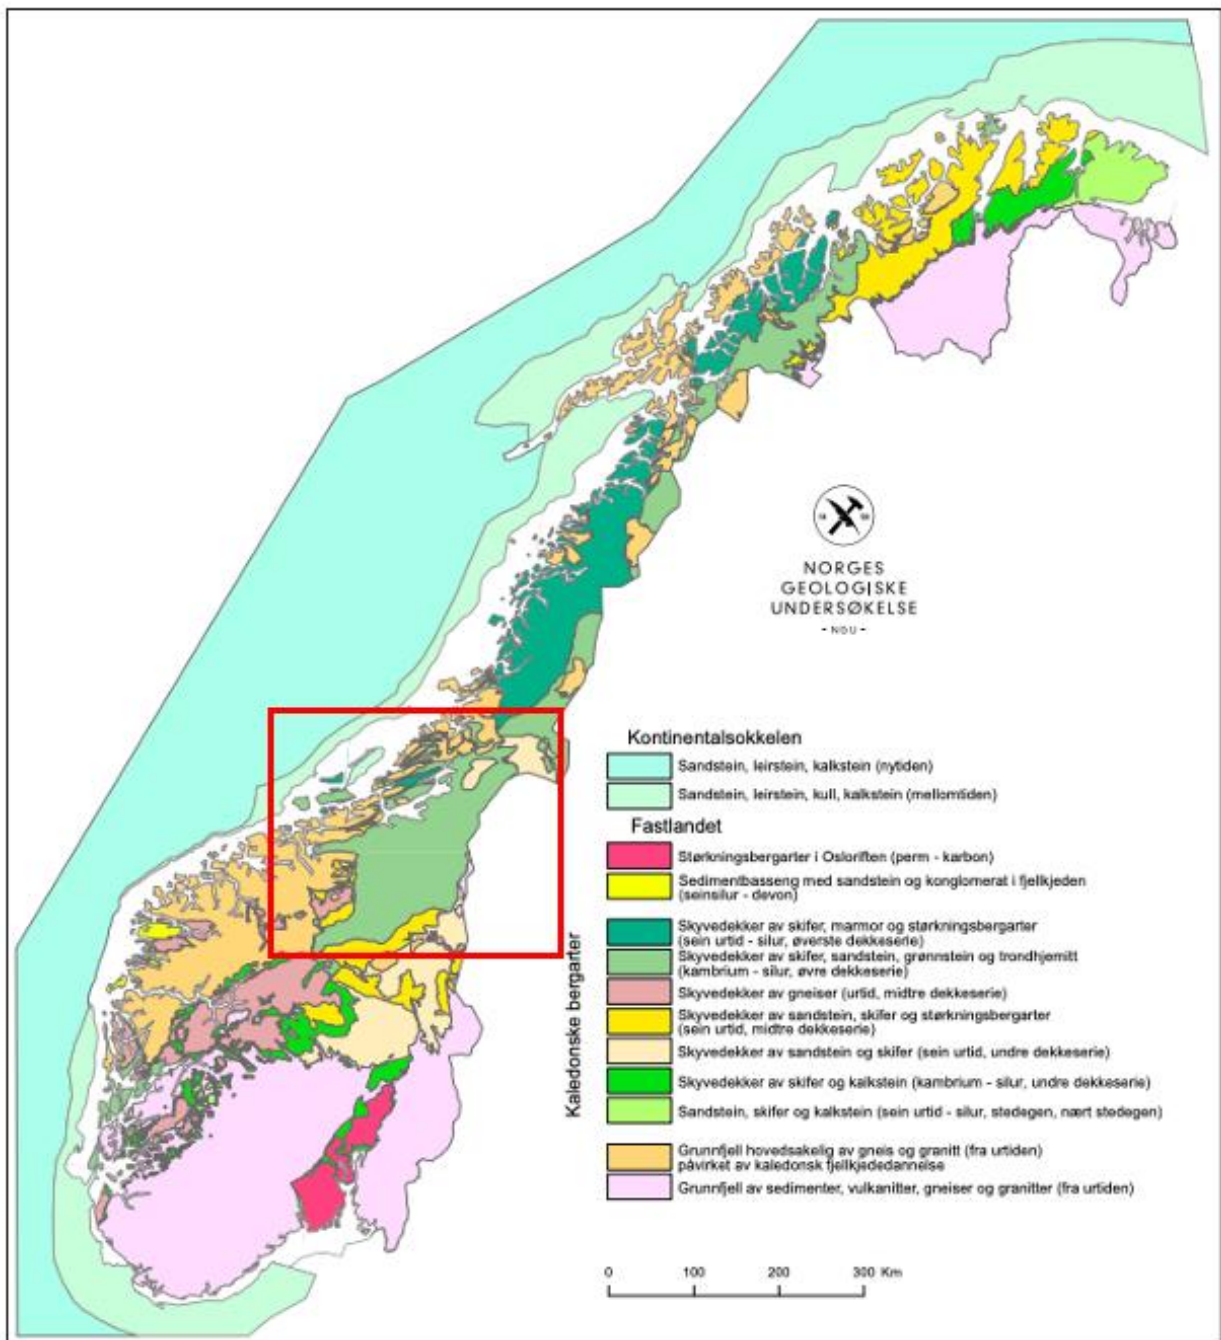 NORGES
GEOLOGISKE
UNDERSØKELSE
- NGU -
Kontinentalsokkelen
Sandstein, leirstein, kalkstein (nytiden)
Sandstein, leirstein, kull, kalkstein (mellomtiden)
Fastlandet
Størkningsbergarter i Osloriften (perm - karbon)
Sedimentbasseng med sandstein og konglomerat i fjellkjeden
(seinsilur - devon)
Kaledonske bergarter
Skyvedekker av skifer, marmor og størkningsbergarter
(sein urtid - silur, øverste dekkeserie)
Skyvedekker av skifer, sandstein, grønnstein og trondhjemitt
(kambrium - silur, øvre dekkeserie)
Skyvedekker av gneiser (urtid, midtre dekkeserie)
Skyvedekker av sandstein, skifer og størkningsbergarter
(sein urtid, midtre dekkeserie)
Skyvedekker av sandstein og skifer (sein urtid, undre dekkeserie)
Skyvedekker av skifer og kalkstein (kambrium - silur, undre dekkeserie)
Sandstein, skifer og kalkstein (sein urtid - silur, stedegen, nært stedegen)
Grunnfjell hovedsakelig av gneis og granitt (fra urtiden)
påvirket av kaledonsk fjellkjededannelse
Grunnfjell av sedimenter, vulkanitter, gneiser og granitter (fra urtiden)
0 100 200 300 Km